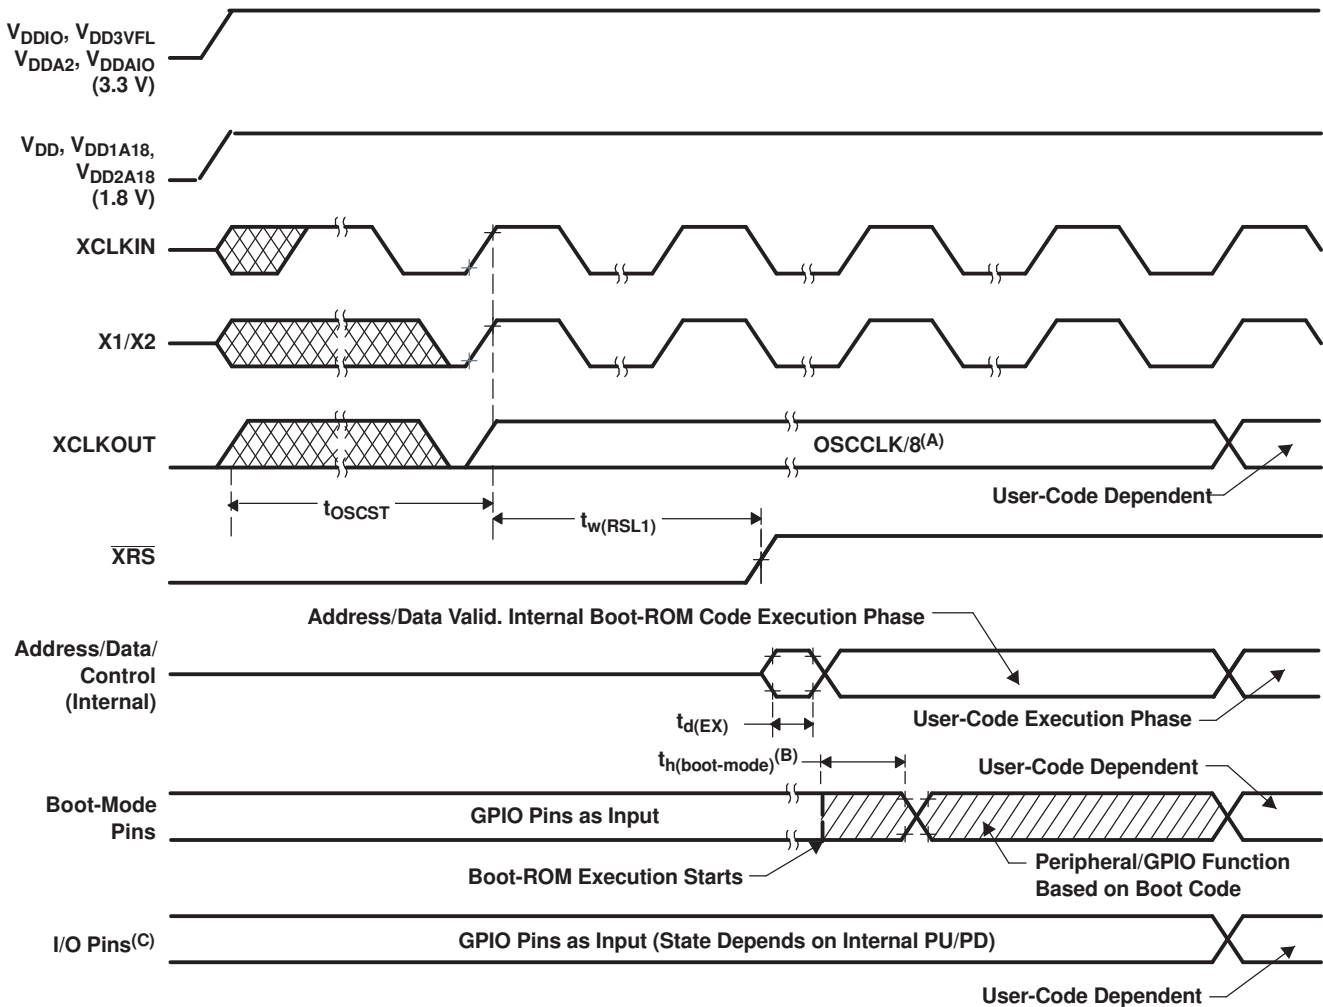 VDDIO, VDD3VFL
VDDA2, VDDAIO
(3.3 V)
VDD, VDD1A18,
VDD2A18
(1.8 V)
XCLKIN
X1/X2
XCLKOUT
OSCCLK/8(A)
User-Code Dependent
tOSCST
tw(RSL1)
XRS
Address/Data Valid. Internal Boot-ROM Code Execution Phase
Address/Data/
Control
(Internal)
td(EX)
User-Code Execution Phase
th(boot-mode)(B)
User-Code Dependent
Boot-Mode
Pins
GPIO Pins as Input
Boot-ROM Execution Starts
Peripheral/GPIO Function
Based on Boot Code
I/O Pins(C)
GPIO Pins as Input (State Depends on Internal PU/PD)
User-Code Dependent